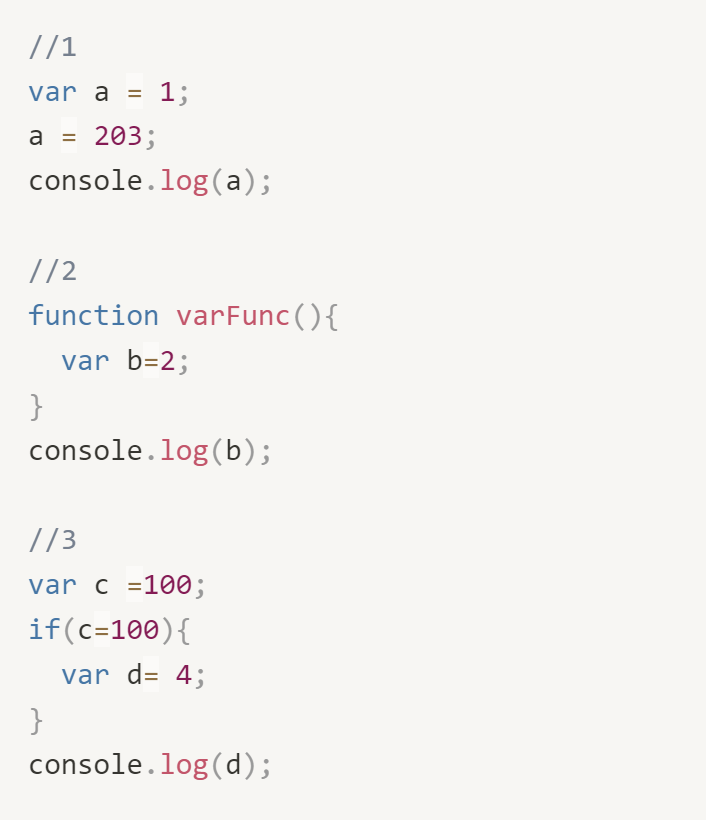 //1
var a = 1;
a = 203;
console.log(a);

//2
function varFunc(){
  var b=2;
}
console.log(b);

//3
var c =100;
if(c=100){
  var d= 4;
}
console.log(d);